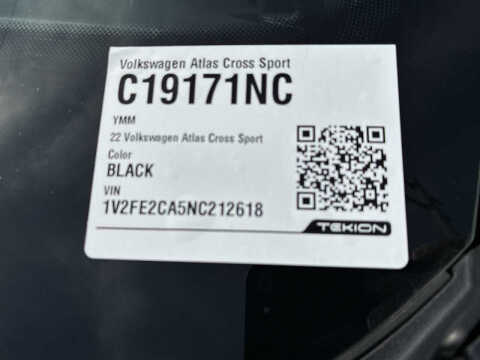 Volkswagen Atlas Cross Sport
C19171NC
YMM
22 Volkswagen Atlas Cross Sport
Color
BLACK
VIN
1V2FE2CA5NC212618
TEKION